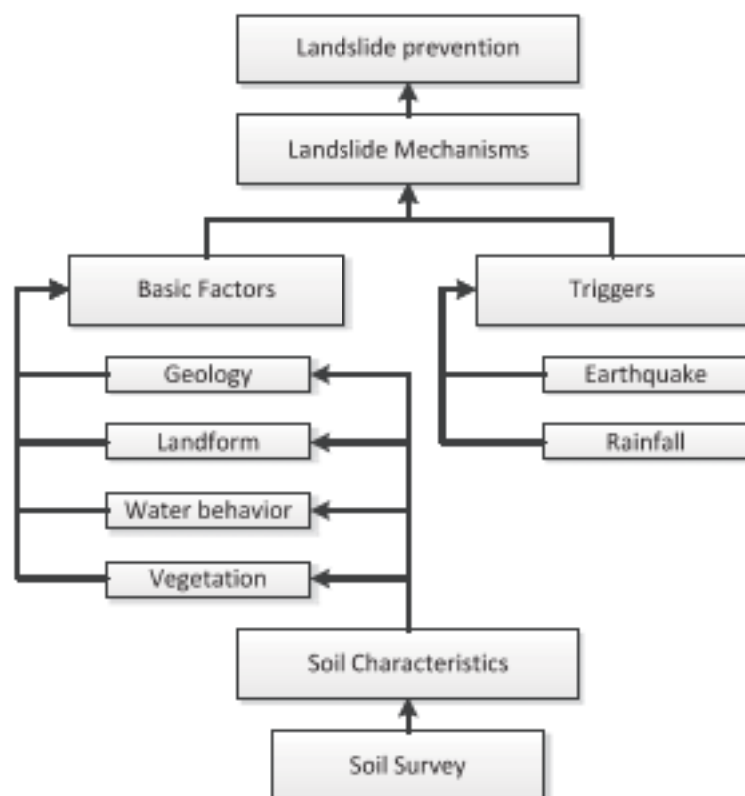 Landslide prevention
Landslide Mechanisms
Basic Factors
Triggers
Geology
Earthquake
Landform
Rainfall
Water behavior
Vegetation
Soil Characteristics
Soil Survey